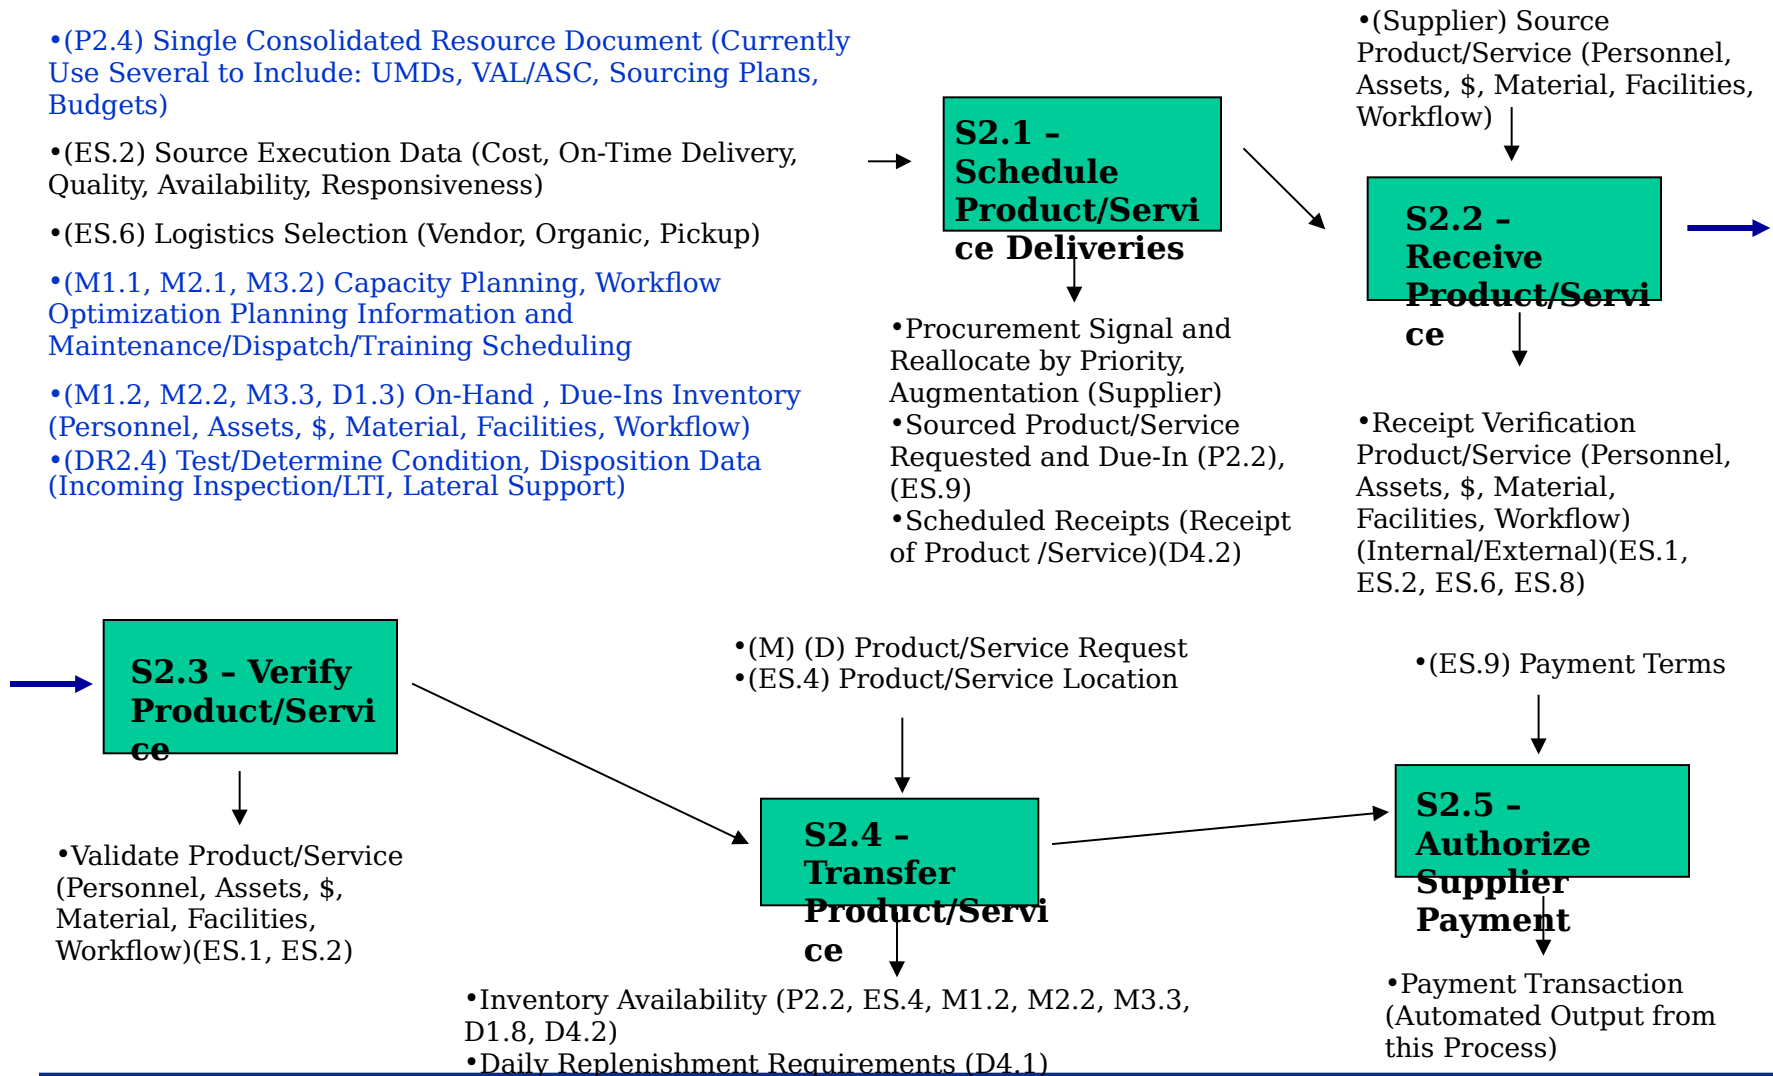 •(P2.4) Single Consolidated Resource Document (Currently
Use Several to Include: UMDs, VAL/ASC, Sourcing Plans,
Budgets)
•(ES.2) Source Execution Data (Cost, On-Time Delivery,
Quality, Availability, Responsiveness)
•(ES.6) Logistics Selection (Vendor, Organic, Pickup)
•(M1.1, M2.1, M3.2) Capacity Planning, Workflow
Optimization Planning Information and
Maintenance/Dispatch/Training Scheduling
•(M1.2, M2.2, M3.3, D1.3) On-Hand , Due-Ins Inventory
(Personnel, Assets, $, Material, Facilities, Workflow)
•(DR2.4) Test/Determine Condition, Disposition Data
(Incoming Inspection/LTI, Lateral Support)
S2.1 –
Schedule
Product/Servi
ce Deliveries
•Procurement Signal and
Reallocate by Priority,
Augmentation (Supplier)
•Sourced Product/Service
Requested and Due-In (P2.2),
(ES.9)
•Scheduled Receipts (Receipt
of Product /Service)(D4.2)
•(Supplier) Source
Product/Service (Personnel,
Assets, $, Material, Facilities,
Workflow)
S2.2 –
Receive
Product/Servi
ce
•Receipt Verification
Product/Service (Personnel,
Assets, $, Material,
Facilities, Workflow)
(Internal/External)(ES.1,
ES.2, ES.6, ES.8)
S2.3 – Verify
Product/Servi
ce
•Validate Product/Service
(Personnel, Assets, $,
Material, Facilities,
Workflow)(ES.1, ES.2)
•(M) (D) Product/Service Request
•(ES.4) Product/Service Location
S2.4 –
Transfer
Product/Servi
ce
•Inventory Availability (P2.2, ES.4, M1.2, M2.2, M3.3,
D1.8, D4.2)
•Daily Replenishment Requirements (D4.1)
•(ES.9) Payment Terms
S2.5 –
Authorize
Supplier
Payment
•Payment Transaction
(Automated Output from
this Process)